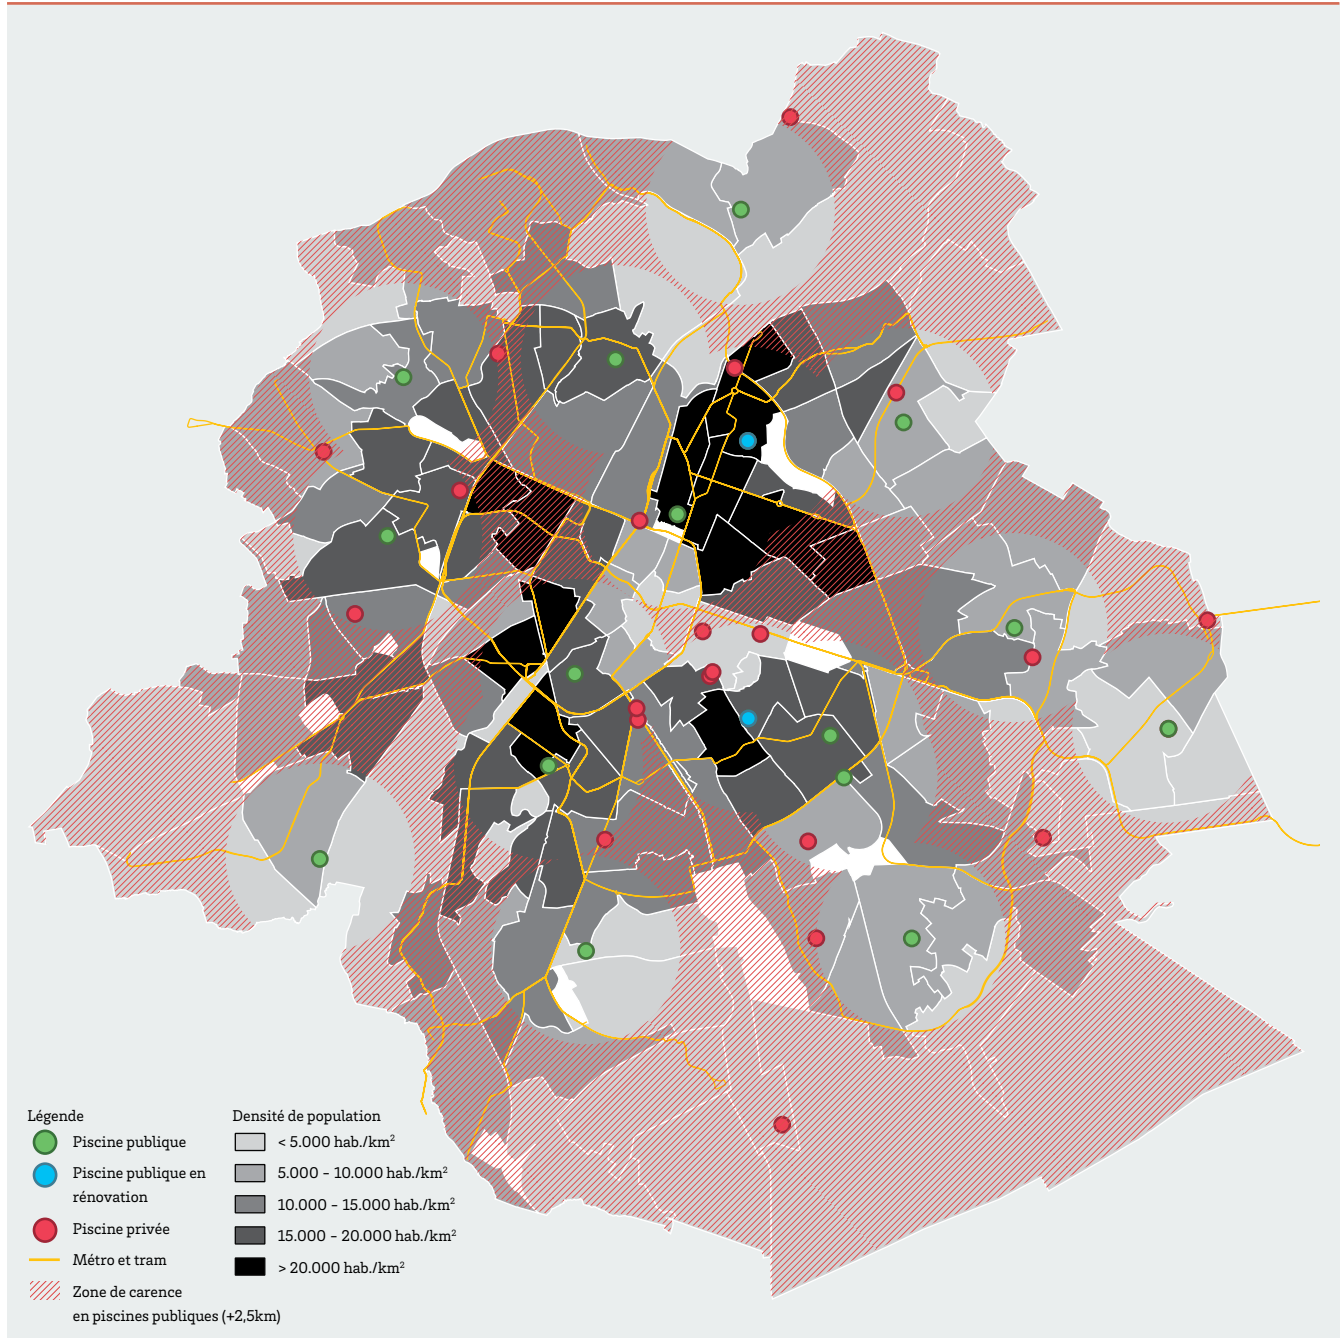 Légende
Piscine publique
Piscine publique en
rénovation
Piscine privée
Métro et tram
Zone de carence
en piscines publiques (+2,5km)
Densité de population
< 5.000 hab./km²
5.000 – 10.000 hab./km²
10.000 – 15.000 hab./km²
15.000 – 20.000 hab./km²
> 20.000 hab./km²